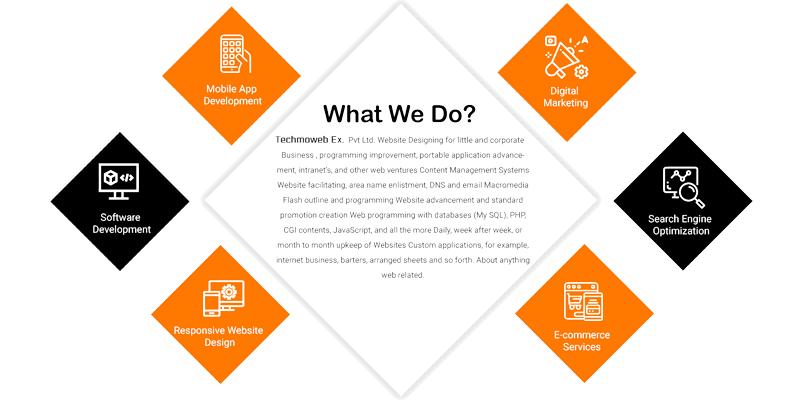 Mobile App
Development
Digital
Marketing
What We Do?
Techmoweb Ex. Pvt Ltd. Website Designing for little and corporate
Business , programming improvement, portable application advance-
ment, intranet's, and other web ventures Content Management Systems
Website facilitating, area name enlistment, DNS and email Macromedia
Flash outline and programming Website advancement and standard
promotion creation Web programming with databases (My SQL), PHP,
CGI contents, JavaScript, and all the more Daily, week after week, or
month to month upkeep of Websites Custom applications, for example,
internet business, barters, arranged sheets and so forth. About anything
web related.
Software
Development
Search Engine
Optimization
Responsive Website
Design
E-commerce
Services